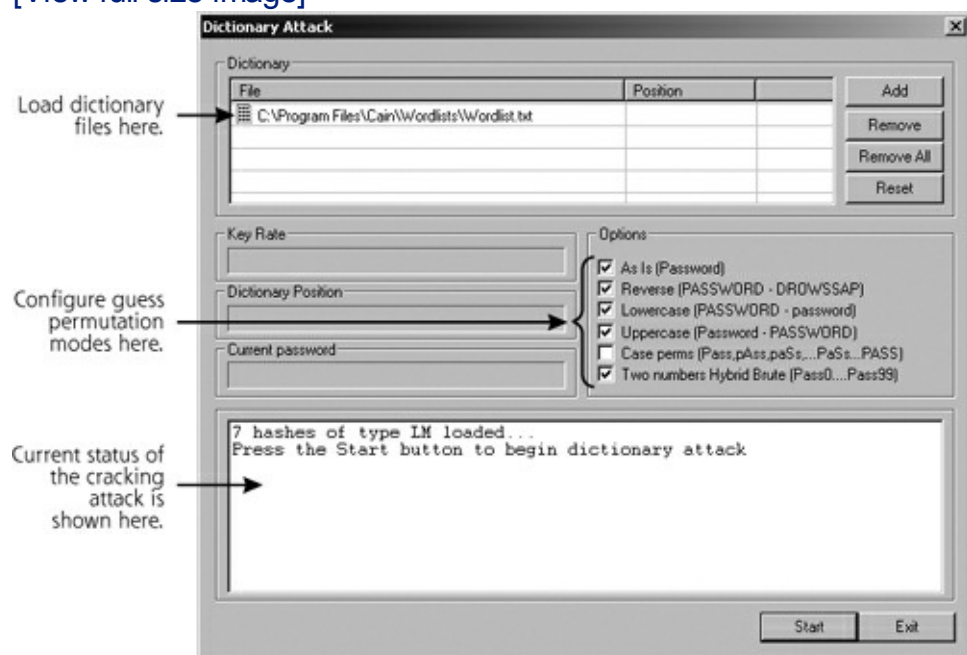 [View full size image]
Dictionary Attack
Dictionary
File Position
C:\Program Files\Cain\Wordlists\Wordlist.txt
Add
Remove
Remove All
Reset
Load dictionary
files here.
Key Rate
Dictionary Position
Current password
Configure guess
permutation
modes here.
Options
As Is (Password)
Reverse (PASSWORD - DROWSSAP)
Lowercase (PASSWORD - password)
Uppercase (Password - PASSWORD)
Case perms (Pass,pAss,paSs,...PaSs...PASS)
Two numbers Hybrid Brute (Pass0....Pass99)
7 hashes of type LM loaded...
Press the Start button to begin dictionary attack
Current status of
the cracking
attack is
shown here.
Start
Exit